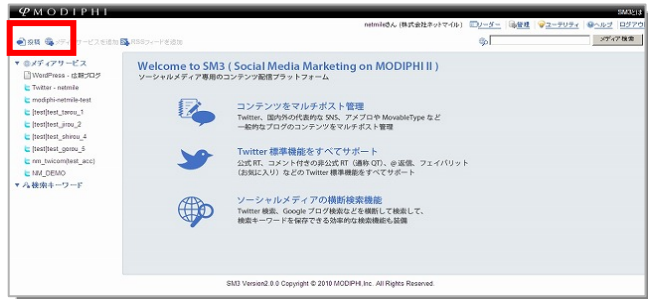 MODIPHI
SM3とは
netmileさん (株式会社ネットマイル) リーダー 管理 ユーテリティ ヘルプ ログアウ
投稿 メディアサービスを追加 RSSフィードを追加 メディア検索
▼ メディアサービス
WordPress - 山静ブログ
Twitter - netmile
modiphi-netmile-test
[test]test_tarou_1
[test]test_jirou_2
[test]test_shirou_4
[test]test_gorou_5
nm_twicom(test_acc)
NM_DEMO
▼ 検索キーワード
Welcome to SM3 ( Social Media Marketing on MODIPHI II )
ソーシャルメディア専用のコンテンツ配信プラットフォーム
コンテンツをマルチポスト管理
Twitter、国内外の代表的な SNS、アメブロや MovableType など
一般的なブログのコンテンツをマルチポスト管理
Twitter 標準機能をすべてサポート
公式 RT、コメント付きの非公式 RT（通称 QT）、@ 返信、フェイバリット
（お気に入り）などの Twitter 標準機能をすべてサポート
ソーシャルメディアの横断検索機能
Twitter 検索、Google ブログ検索などを横断して検索して、
検索キーワードを保存できる効率的な検索機能も装備
SM3 Version2.0.0 Copyright © 2010 MODIPHI,Inc. All Rights Reserved.